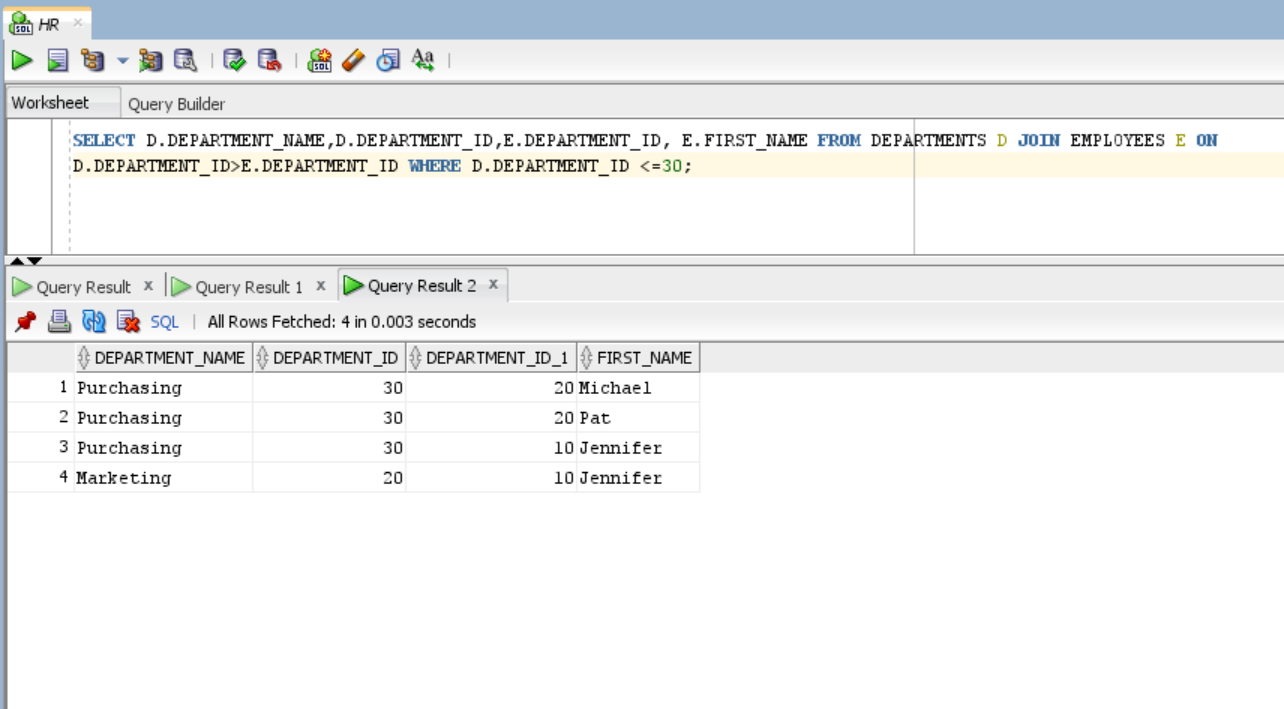 HR
Worksheet Query Builder
SELECT D.DEPARTMENT_NAME,D.DEPARTMENT_ID,E.DEPARTMENT_ID, E.FIRST_NAME FROM DEPARTMENTS D JOIN EMPLOYEES E ON
D.DEPARTMENT_ID>E.DEPARTMENT_ID WHERE D.DEPARTMENT_ID <=30;
Query Result x Query Result 1 x Query Result 2 x
SQL | All Rows Fetched: 4 in 0.003 seconds
DEPARTMENT_NAME DEPARTMENT_ID DEPARTMENT_ID_1 FIRST_NAME
1 Purchasing 30 20 Michael
2 Purchasing 30 20 Pat
3 Purchasing 30 10 Jennifer
4 Marketing 20 10 Jennifer